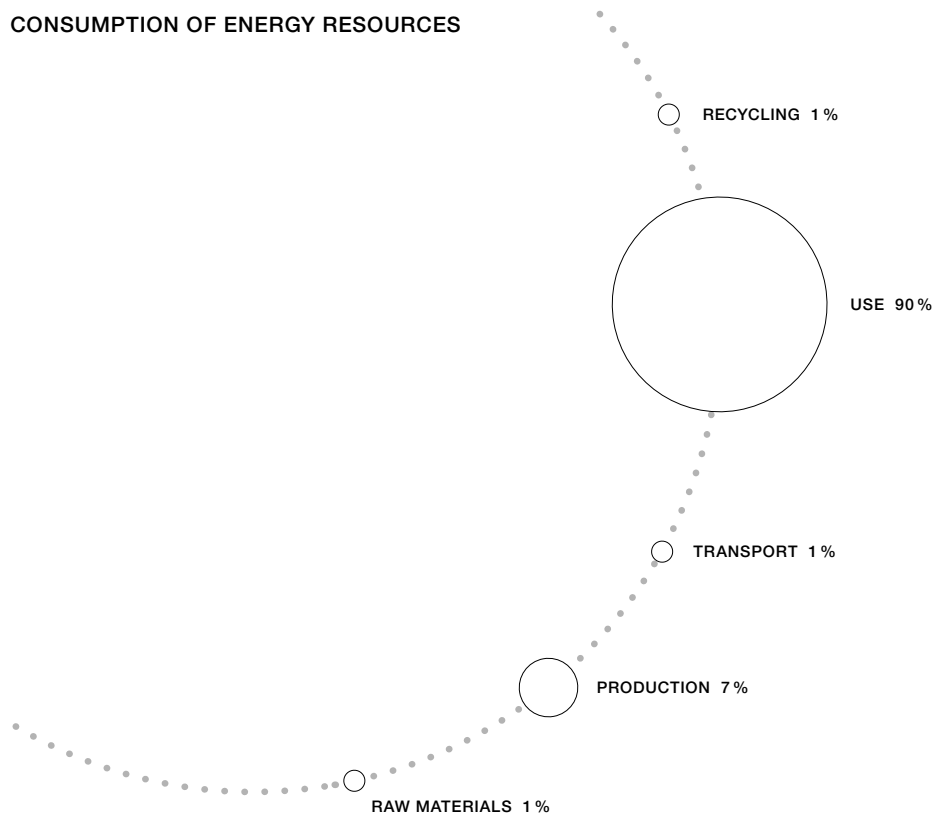 CONSUMPTION OF ENERGY RESOURCES
RECYCLING 1 %
USE 90 %
TRANSPORT 1 %
PRODUCTION 7 %
RAW MATERIALS 1 %